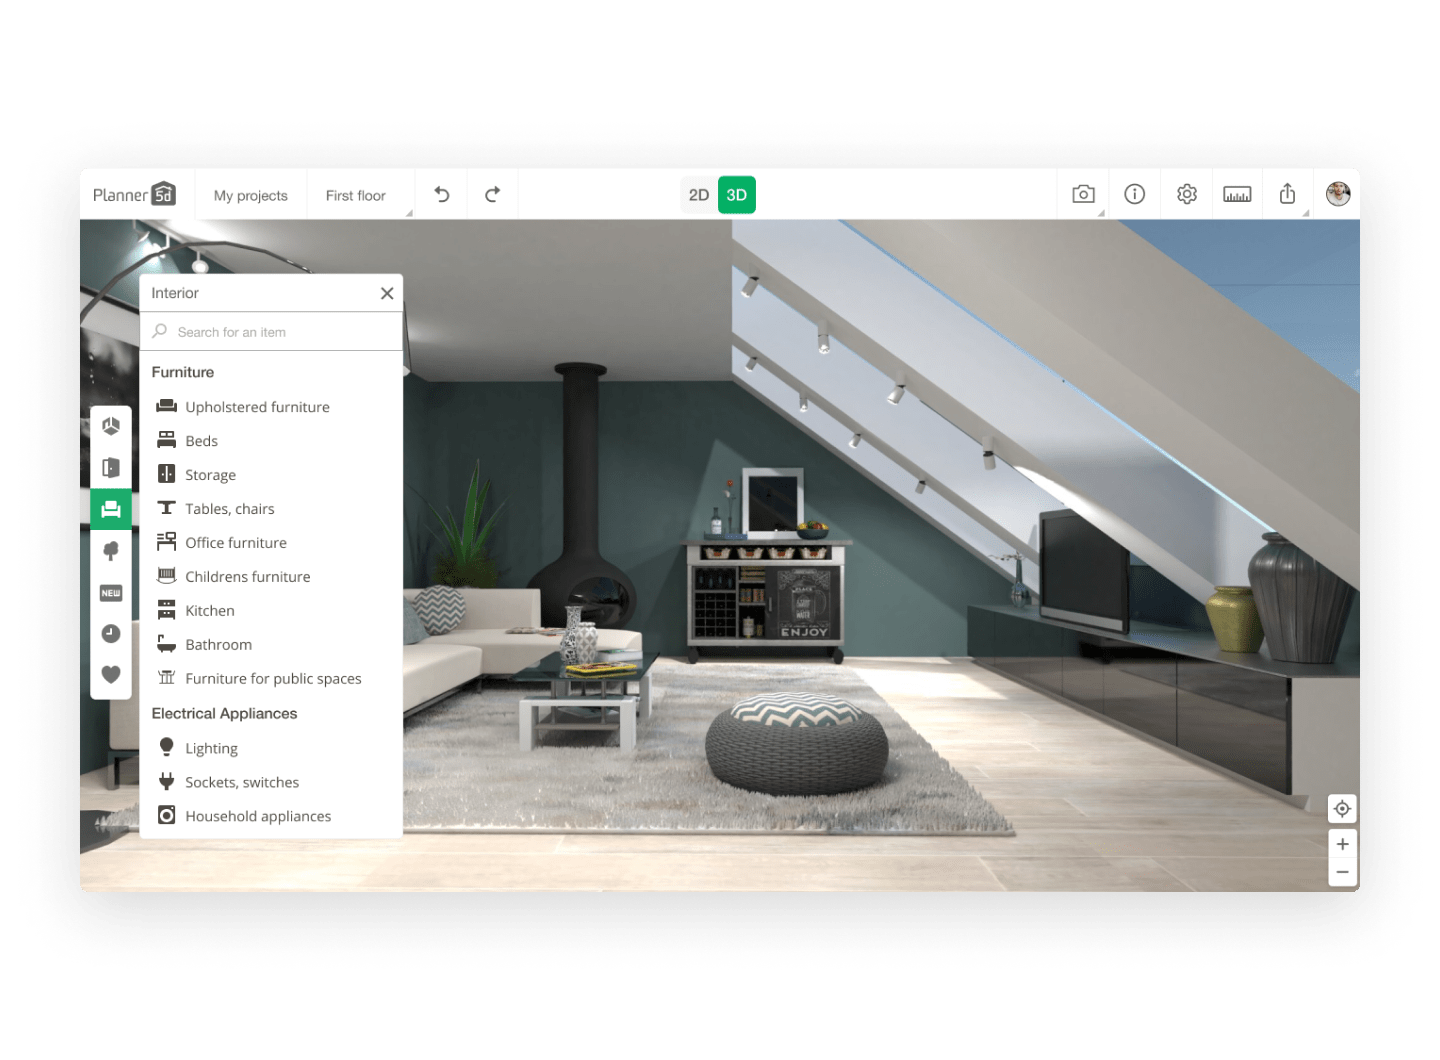 Planner 5d
My projects
First floor
2D
3D
Interior
Search for an item
Furniture
Upholstered furniture
Beds
Storage
Tables, chairs
Office furniture
Childrens furniture
Kitchen
Bathroom
Furniture for public spaces
Electrical Appliances
Lighting
Sockets, switches
Household appliances
NEW
ENJOY